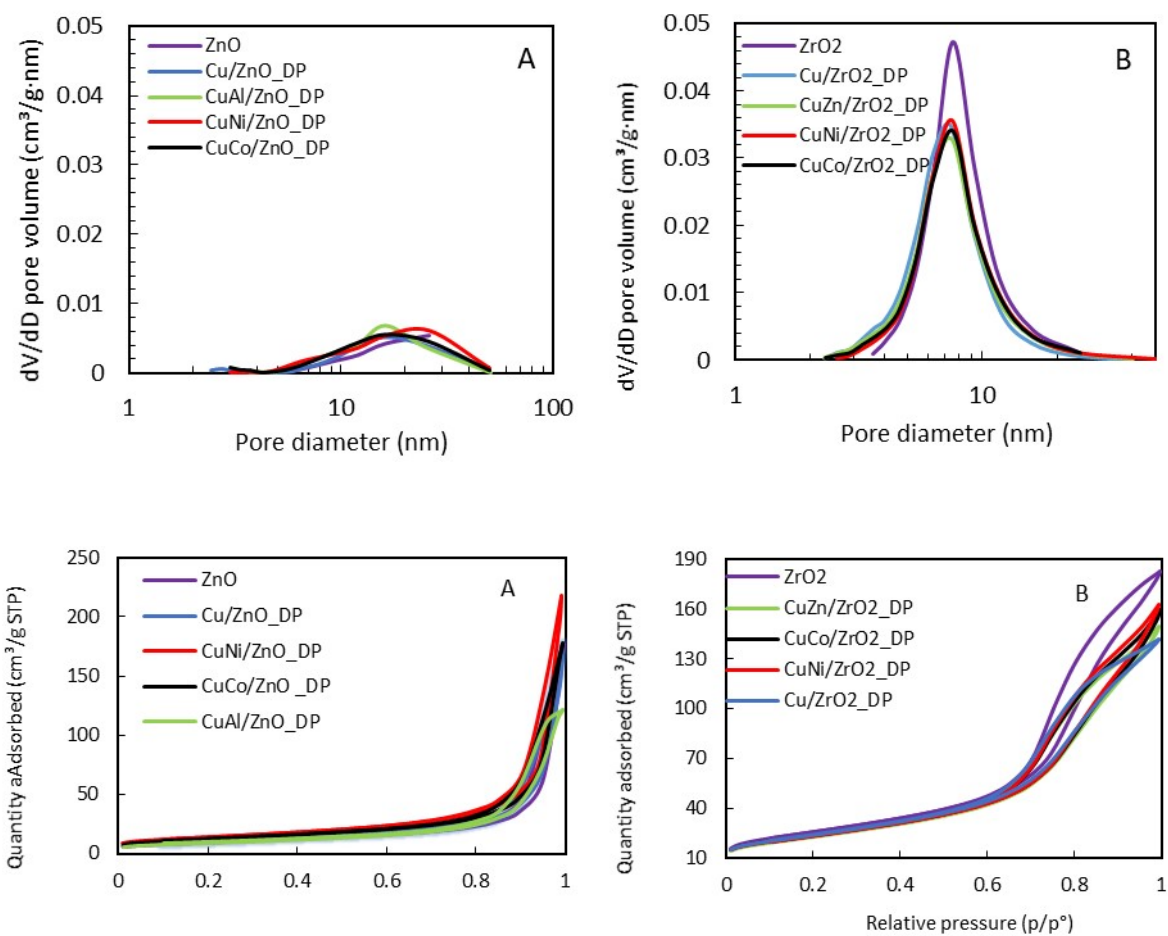 0.05
0.04
0.03
0.02
0.01
0
dV/dD pore volume (cm³/g·nm)
ZnO
Cu/ZnO_DP
CuAl/ZnO_DP
CuNi/ZnO_DP
CuCo/ZnO_DP
A
1
10
100
Pore diameter (nm)
0.05
0.04
0.03
0.02
0.01
0
dV/dD pore volume (cm³/g·nm)
ZrO2
Cu/ZrO2_DP
CuZn/ZrO2_DP
CuNi/ZrO2_DP
CuCo/ZrO2_DP
B
1
10
Pore diameter (nm)
250
200
150
100
50
0
Quantity aAdsorbed (cm³/g STP)
ZnO
Cu/ZnO_DP
CuNi/ZnO_DP
CuCo/ZnO _DP
CuAl/ZnO_DP
A
0
0.2
0.4
0.6
0.8
1
190
160
130
100
70
40
10
Quantity adsorbed (cm³/g STP)
ZrO2
CuZn/ZrO2_DP
CuCo/ZrO2_DP
CuNi/ZrO2_DP
Cu/ZrO2_DP
B
0
0.2
0.4
0.6
0.8
1
Relative pressure (p/p°)